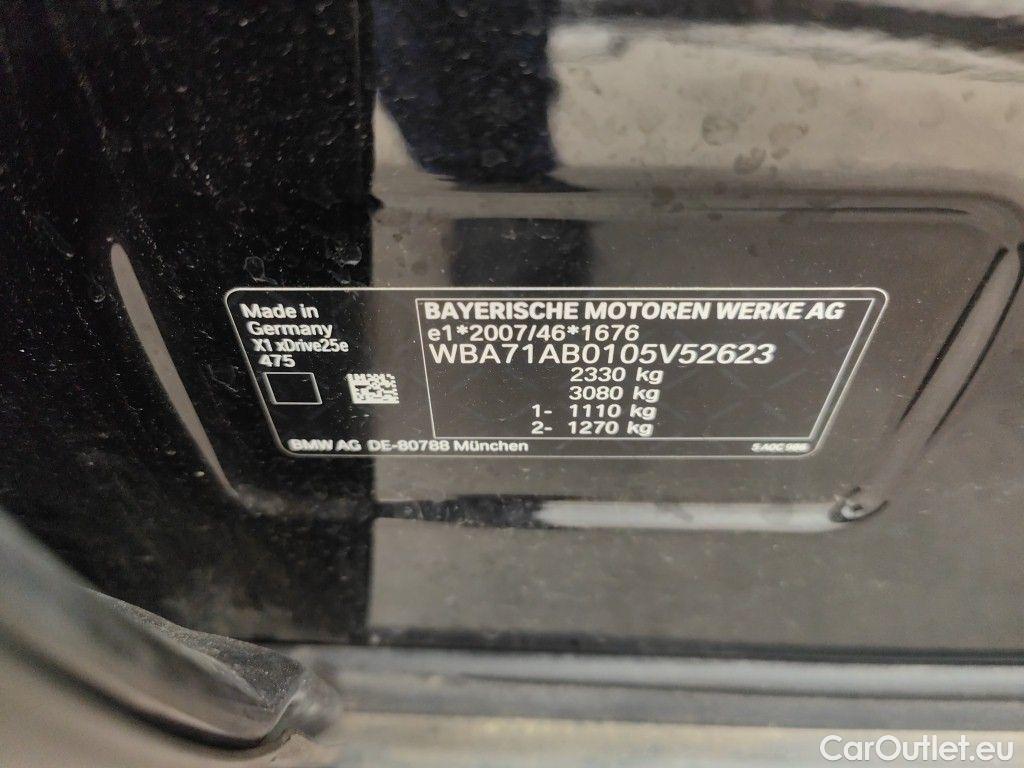 Made in
Germany
X1 xDrive25e
475
BAYERISCHE MOTOREN WERKE AG
e1*2007/46*1676
WBA71AB0105V52623
2330 kg
3080 kg
1- 1110 kg
2- 1270 kg
BMW AG DE-80788 München
CarOutlet.eu